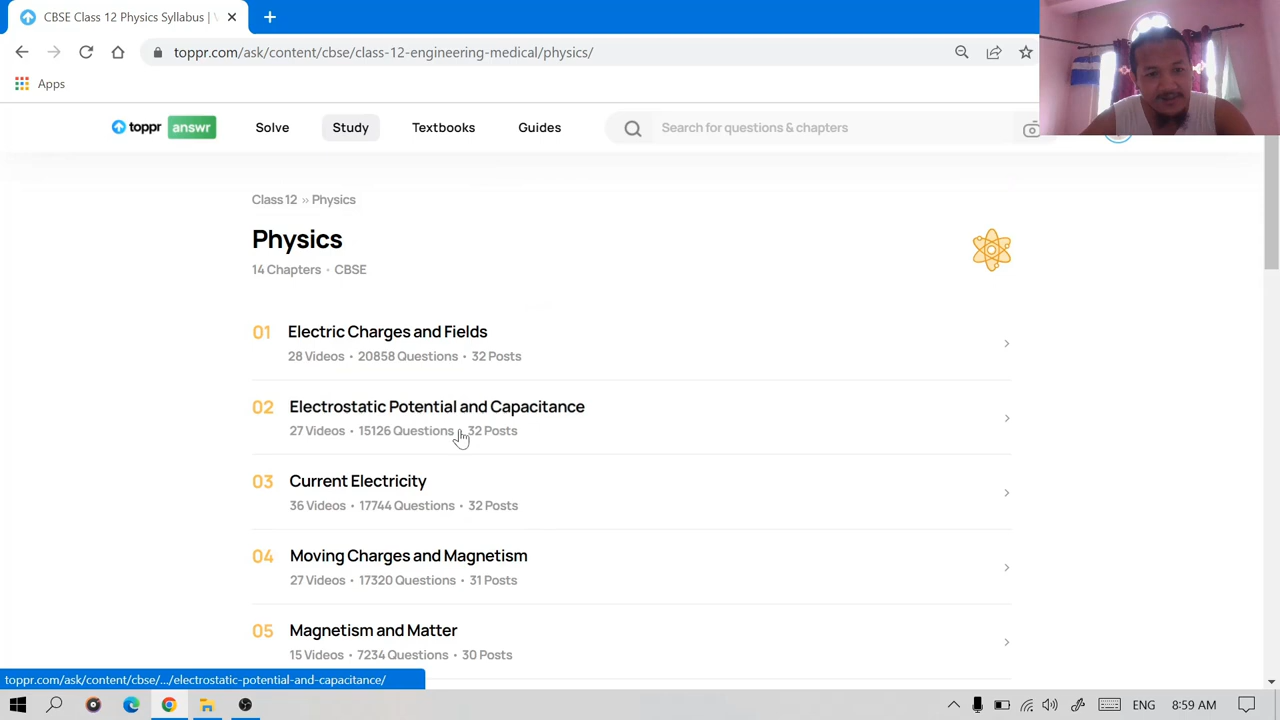 CBSE Class 12 Physics Syllabus |
toppr.com/ask/content/cbse/class-12-engineering-medical/physics/
Apps
toppr answr Solve Study Textbooks Guides Search for questions & chapters
Class 12 » Physics
Physics
14 Chapters · CBSE
01 Electric Charges and Fields
28 Videos • 20858 Questions • 32 Posts
02 Electrostatic Potential and Capacitance
27 Videos • 15126 Questions 32 Posts
03 Current Electricity
36 Videos • 17744 Questions • 32 Posts
04 Moving Charges and Magnetism
27 Videos • 17320 Questions • 31 Posts
05 Magnetism and Matter
15 Videos • 7234 Questions • 30 Posts
toppr.com/ask/content/cbse/.../electrostatic-potential-and-capacitance/
ENG 8:59 AM